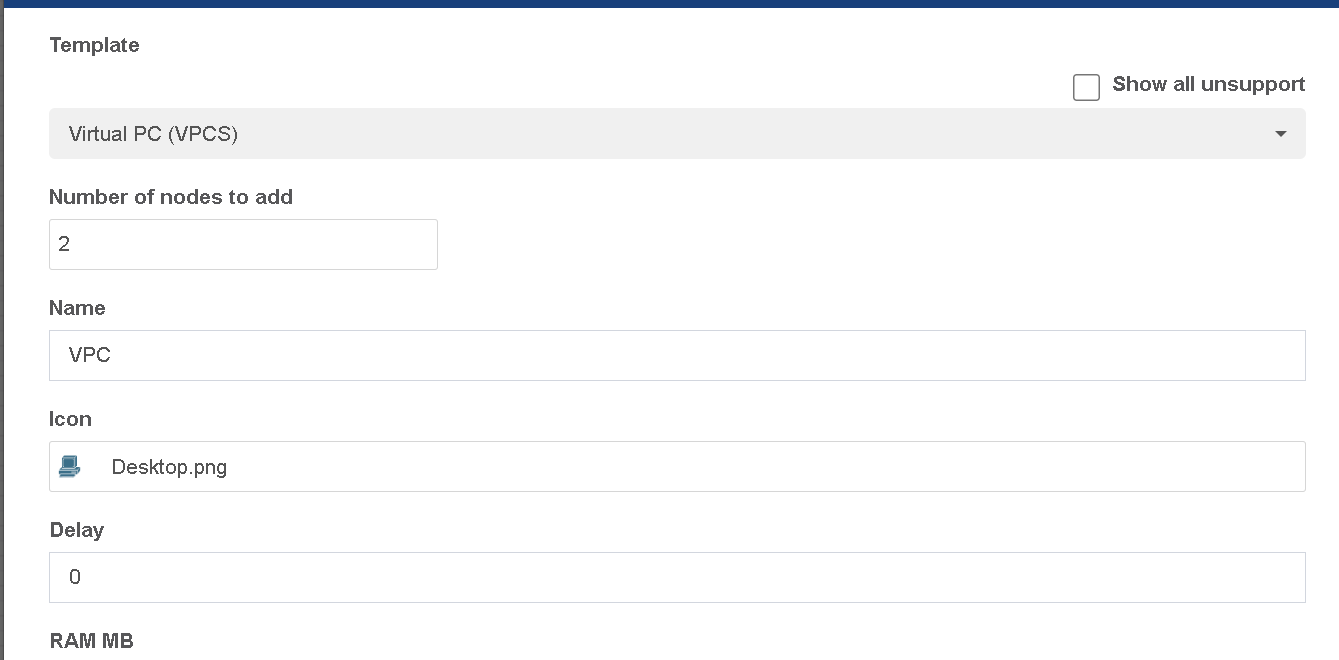 Template
Show all unsupport
Virtual PC (VPCS)
Number of nodes to add
2
Name
VPC
Icon
Desktop.png
Delay
0
RAM MB